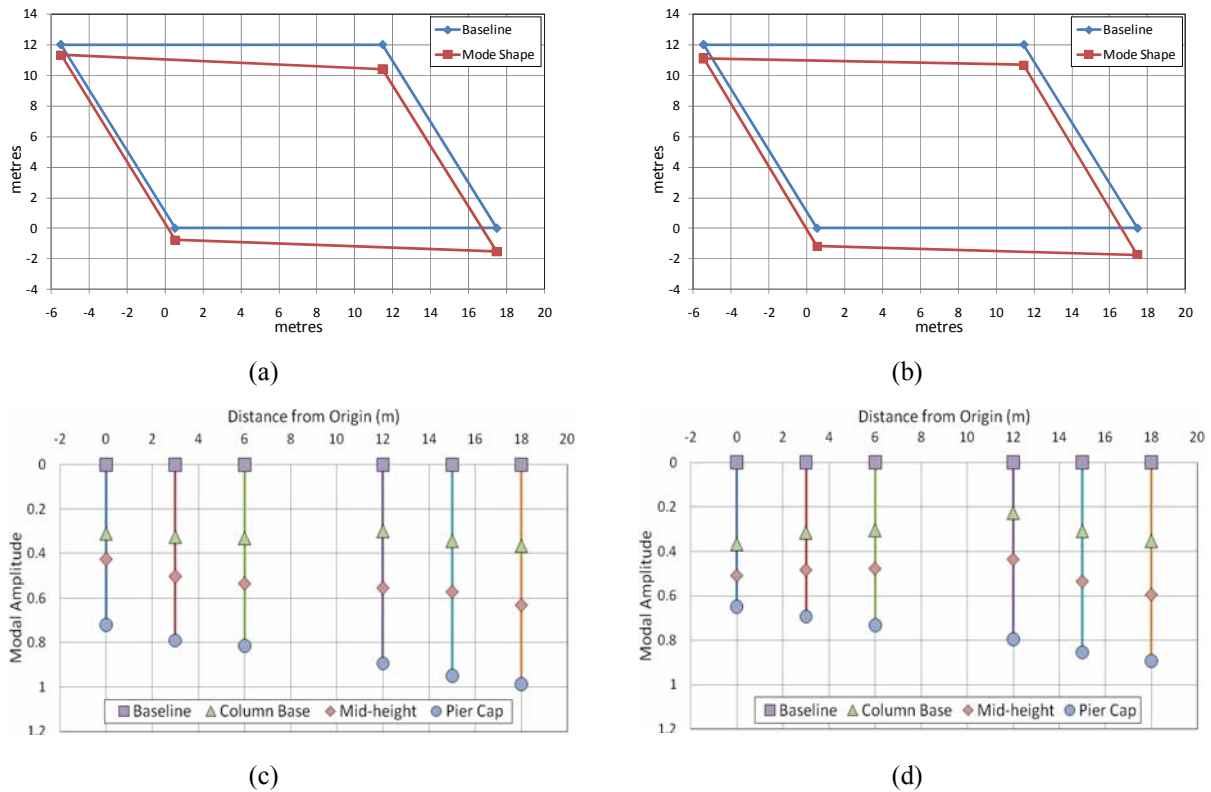 14
12
10
8
6
4
2
0
-2
-4
metres
-6 -4 -2 0 2 4 6 8 10 12 14 16 18 20
metres
Baseline
Mode Shape
(a)
14
12
10
8
6
4
2
0
-2
-4
metres
-6 -4 -2 0 2 4 6 8 10 12 14 16 18 20
metres
Baseline
Mode Shape
(b)
Distance from Origin (m)
-2 0 2 4 6 8 10 12 14 16 18 20
0
0.2
0.4
0.6
0.8
1
1.2
Modal Amplitude
Baseline Column Base Mid-height Pier Cap
(c)
Distance from Origin (m)
-2 0 2 4 6 8 10 12 14 16 18 20
0
0.2
0.4
0.6
0.8
1
1.2
Modal Amplitude
Baseline Column Base Mid-height Pier Cap
(d)